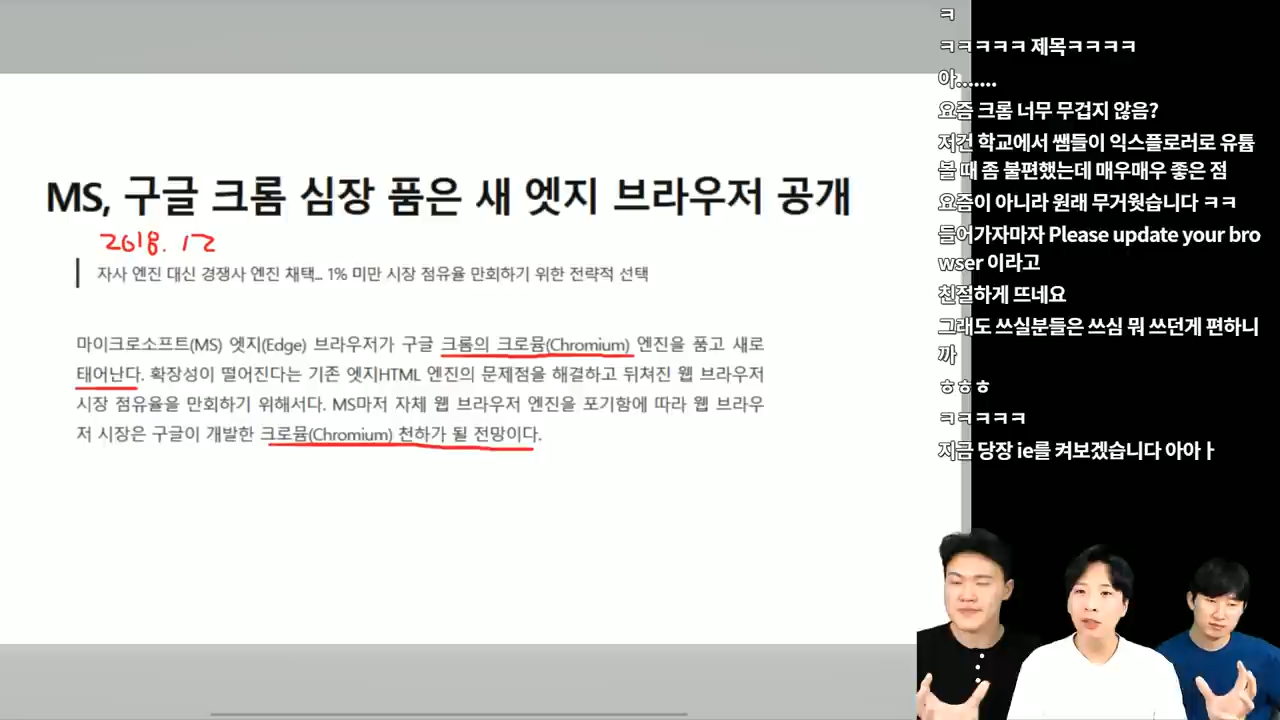 MS, 구글 크롬 심장 품은 새 엣지 브라우저 공개
2018. 12
자사 엔진 대신 경쟁사 엔진 채택... 1% 미만 시장 점유율 만회하기 위한 전략적 선택
마이크로소프트(MS) 엣지(Edge) 브라우저가 구글 크롬의 크로뮴(Chromium) 엔진을 품고 새로
태어난다. 확장성이 떨어진다는 기존 엣지HTML 엔진의 문제점을 해결하고 뒤쳐진 웹 브라우저
시장 점유율을 만회하기 위해서다. MS마저 자체 웹 브라우저 엔진을 포기함에 따라 웹 브라우
저 시장은 구글이 개발한 크로뮴(Chromium) 천하가 될 전망이다.
ㅋ
ㅋㅋㅋㅋㅋ 제목ㅋㅋㅋㅋ
아.......
요즘 크롬 너무 무겁지 않음?
저건 학교에서 쌤들이 익스플로러로 유튭
볼 때 좀 불편했는데 매우매우 좋은 점
요즘이 아니라 원래 무거웟습니다 ㅋㅋ
들어가자마자 Please update your bro
wser 이라고
친절하게 뜨네요
그래도 쓰실분들은 쓰심 뭐 쓰던게 편하니
까
ㅎㅎㅎ
ㅋㅋㅋㅋㅋ
지금 당장 ie를 켜보겠습니다 아아ㅏ